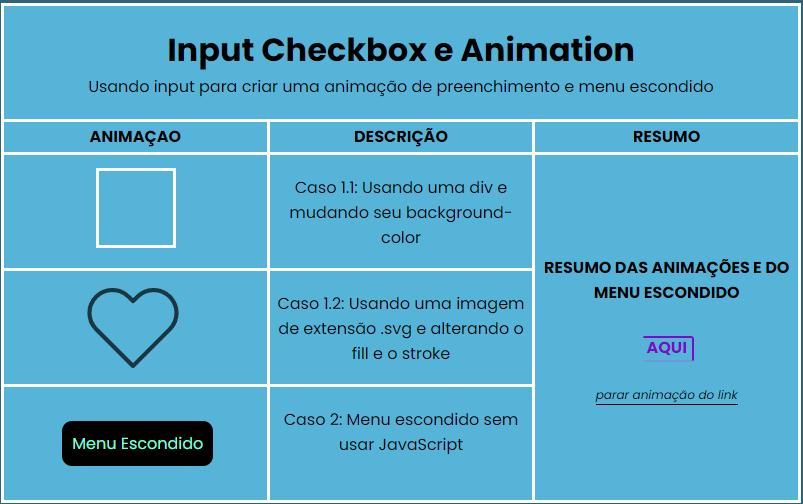 Input Checkbox e Animation
Usando input para criar uma animação de preenchimento e menu escondido
ANIMAÇAO
DESCRIÇÃO
RESUMO
Caso 1.1: Usando uma div e
mudando seu background-
color
Caso 1.2: Usando uma imagem
de extensão .svg e alterando o
fill e o stroke
Menu Escondido
Caso 2: Menu escondido sem
usar JavaScript
RESUMO DAS ANIMAÇÕES E DO
MENU ESCONDIDO
AQUI
parar animação do link